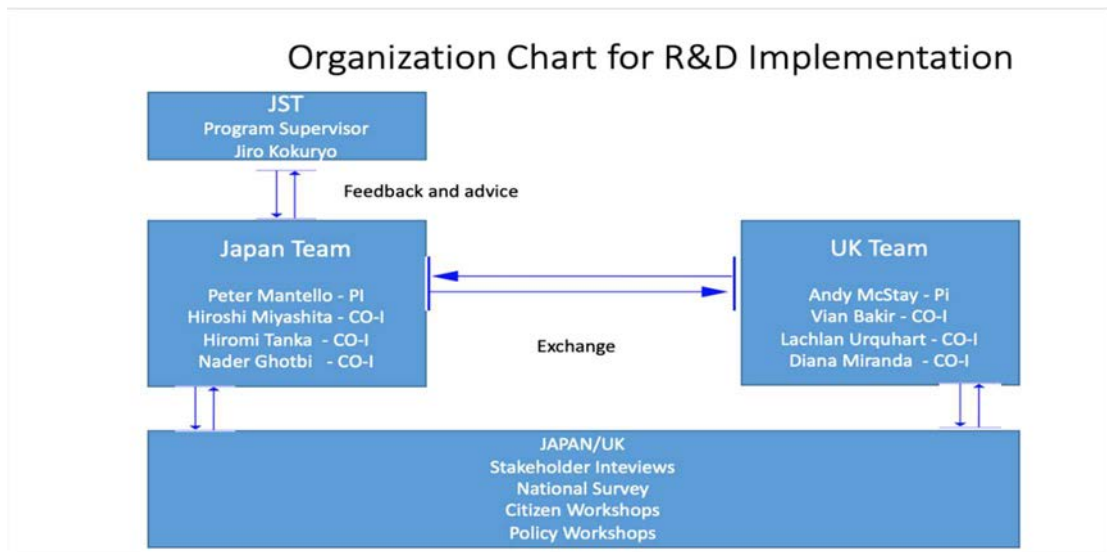 Organization Chart for R&D Implementation
JST
Program Supervisor
Jiro Kokuryo
Feedback and advice
Japan Team
Peter Mantello - PI
Hiroshi Miyashita - CO-I
Hiromi Tanka - CO-I
Nader Ghotbi - CO-I
Exchange
UK Team
Andy McStay - Pi
Vian Bakir - CO-I
Lachlan Urquhart - CO-I
Diana Miranda - CO-I
JAPAN/UK
Stakeholder Inteviews
National Survey
Citizen Workshops
Policy Workshops